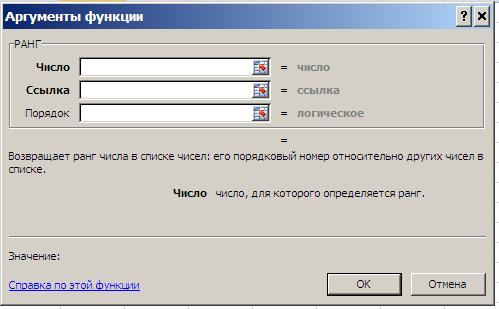 Аргументы функции
РАНГ
Число = число
Ссылка = ссылка
Порядок = логическое
=
Возвращает ранг числа в списке чисел: его порядковый номер относительно других чисел в
списке.
Число число, для которого определяется ранг.
Значение:
Справка по этой функции
OK Отмена